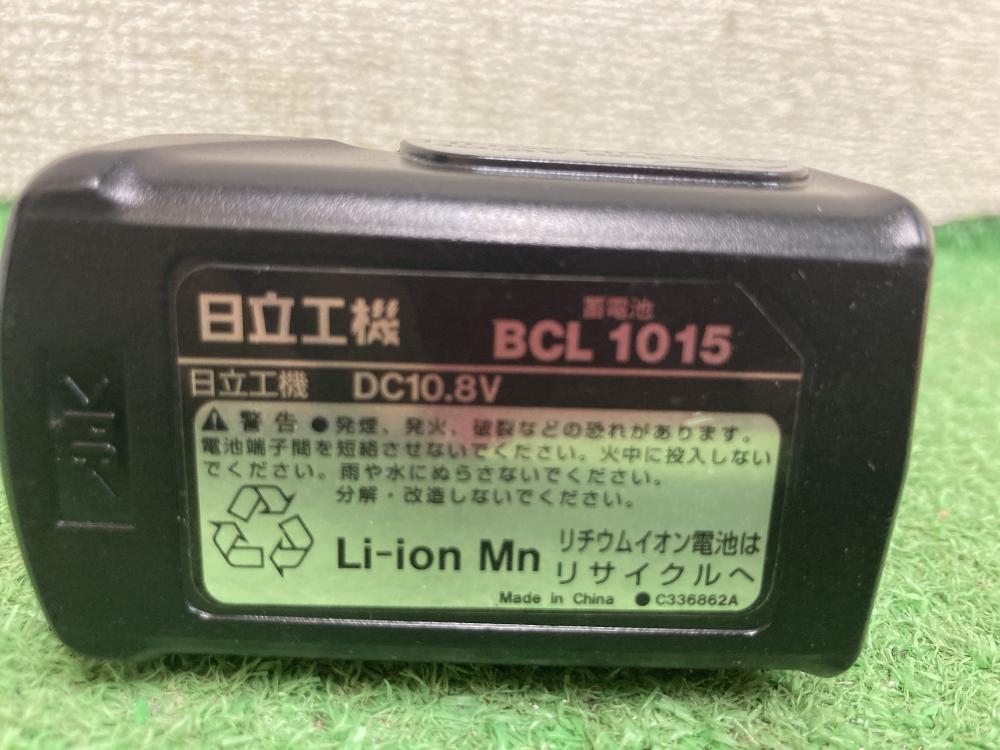 日立工機
蓄電池
BCL 1015
日立工機 DC10.8V
警告 ●発煙、発火、破裂などの恐れがあります。
電池端子間を短絡させないでください。火中に投入しない
でください。雨や水にぬらさないでください。
分解・改造しないでください。
Li-ion Mn
リチウムイオン電池は
リサイクルへ
Made in China ●C336862A